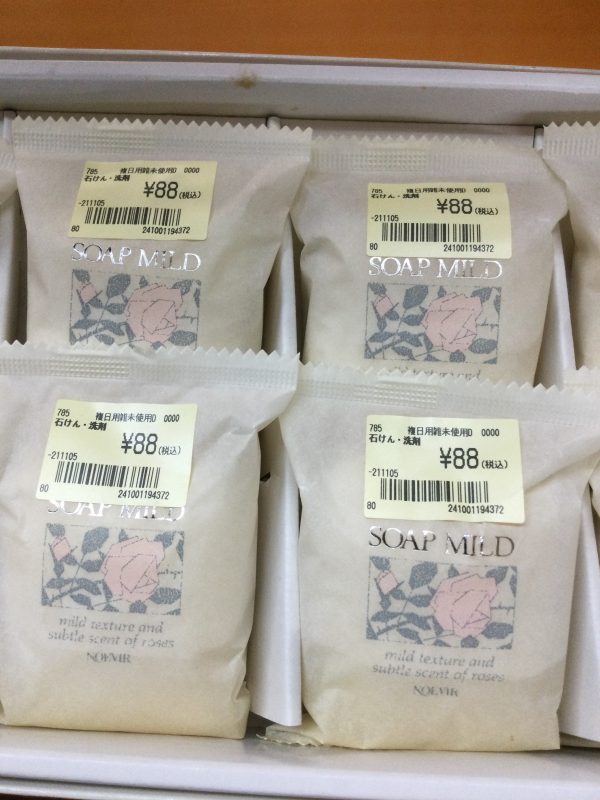 785 複日用雑未使用D 0000
石けん・洗剤
¥88(税込)
-211105
80 241001194372
SOAP MILD
785 複日用雑未使用D 0000
石けん・洗剤
¥88(税込)
-211105
80 241001194372
SOAP MILD
785 複日用雑未使用D 0000
石けん・洗剤
¥88(税込)
-211105
80 241001194372
SOAP MILD
mild texture and
subtle scent of roses
NOEVIR
785 複日用雑未使用D 0000
石けん・洗剤
¥88(税込)
-211105
80 241001194372
SOAP MILD
mild texture and
subtle scent of roses
NOEVIR